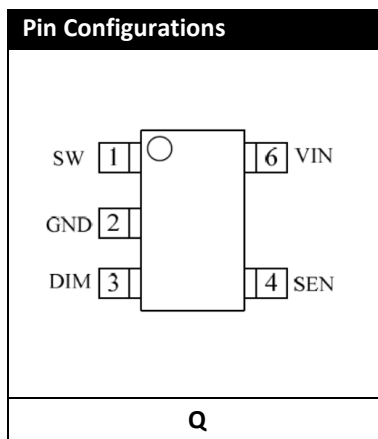 Pin Configurations
SW 1 6 VIN
GND 2
DIM 3 4 SEN
Q